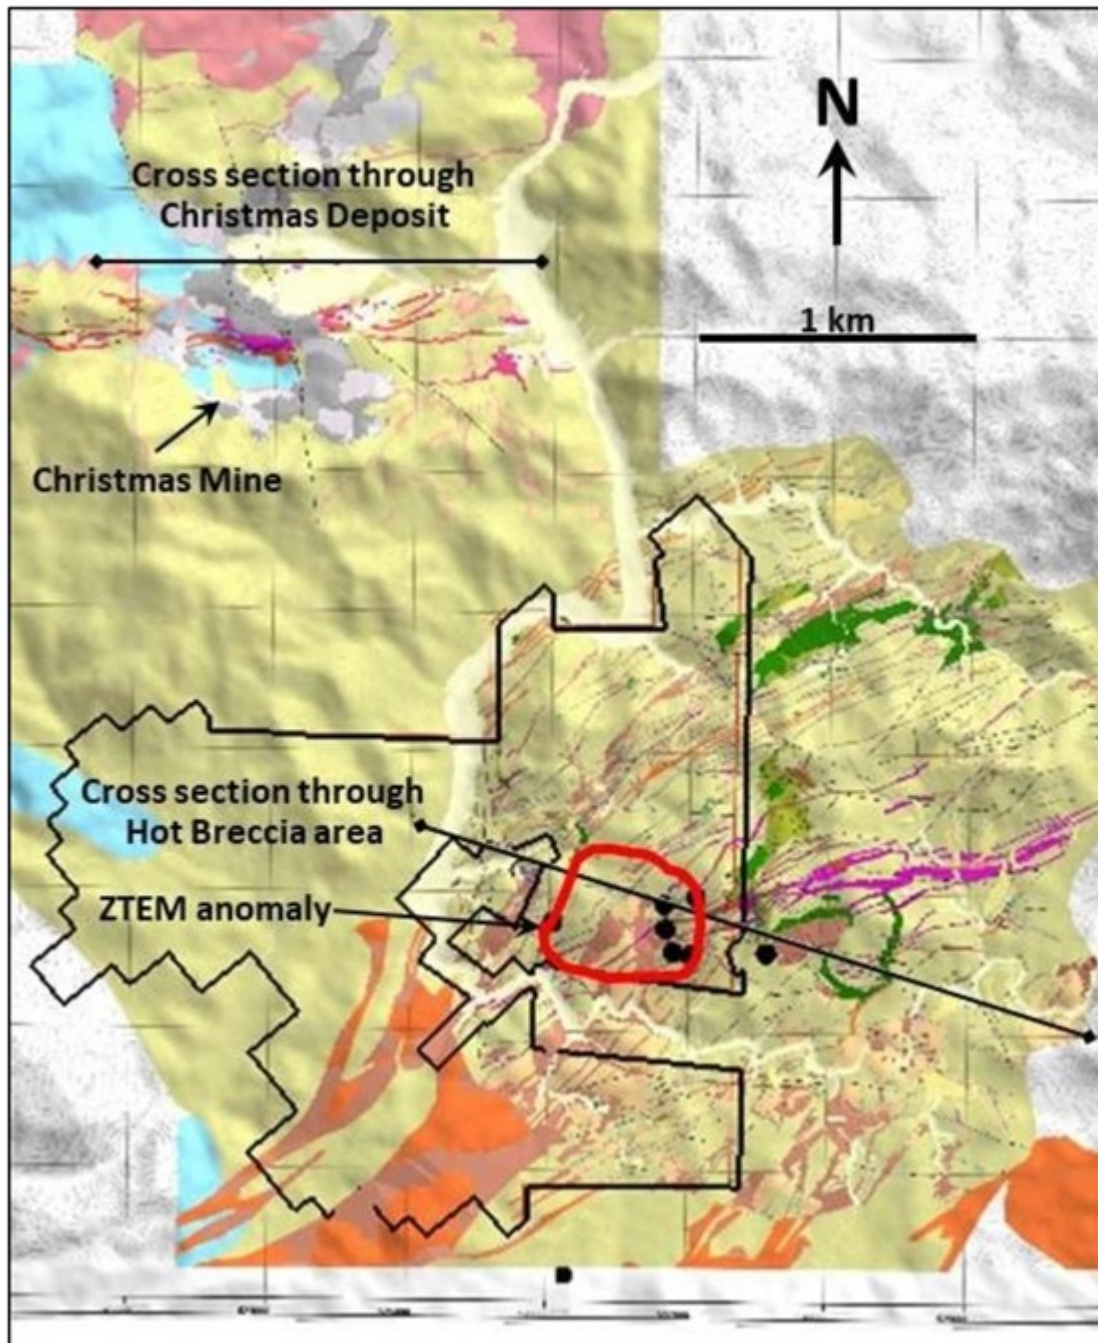 Cross section through
Christmas Deposit
N
1 km
Christmas Mine
Cross section through
Hot Breccia area
ZTEM anomaly